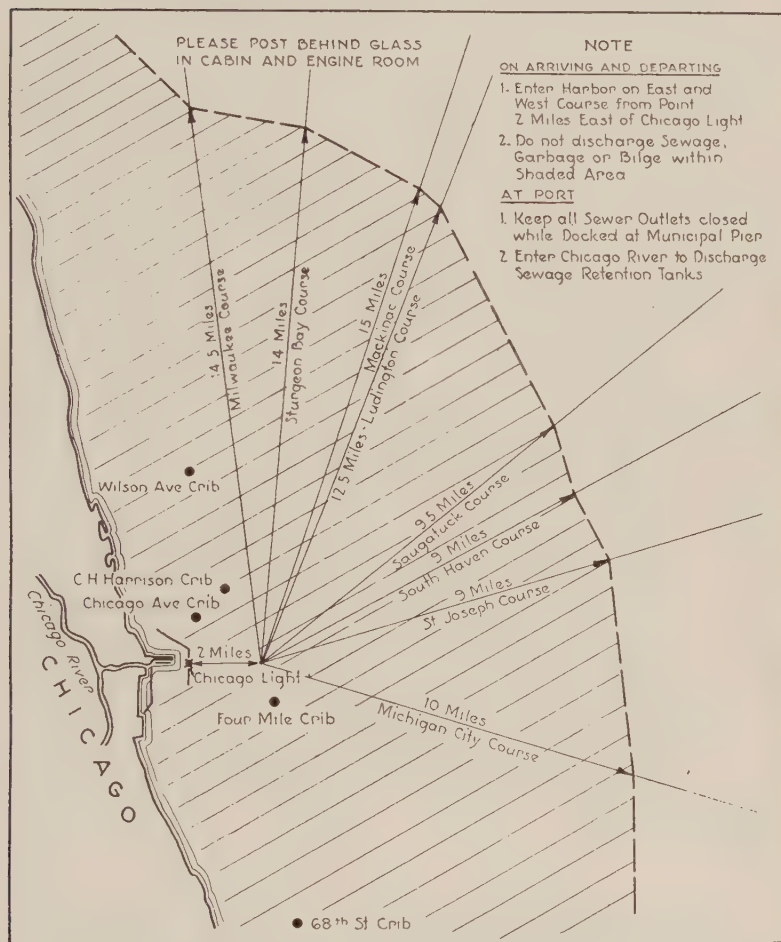 PLEASE POST BEHIND GLASS
IN CABIN AND ENGINE ROOM
NOTE
ON ARRIVING AND DEPARTING
1. Enter Harbor on East and
West Course from Point
2 Miles East of Chicago Light
2. Do not discharge Sewage,
Garbage or Bilge within
Shaded Area
AT PORT
1. Keep all Sewer Outlets closed
while Docked at Municipal Pier
2 Enter Chicago River to Discharge
Sewage Retention Tanks
14.5 Miles
Milwaukee Course
14 Miles
Sturgeon Bay Course
15 Miles
Mackinac Course
12.5 Miles - Ludington Course
9.5 Miles
Saugatuck Course
9 Miles
South Haven Course
9 Miles
St Joseph Course
10 Miles
Michigan City Course
Wilson Ave Crib
C H Harrison Crib
Chicago Ave Crib
2 Miles
Chicago Light
Four Mile Crib
Chicago River
CHICAGO
68th St Crib